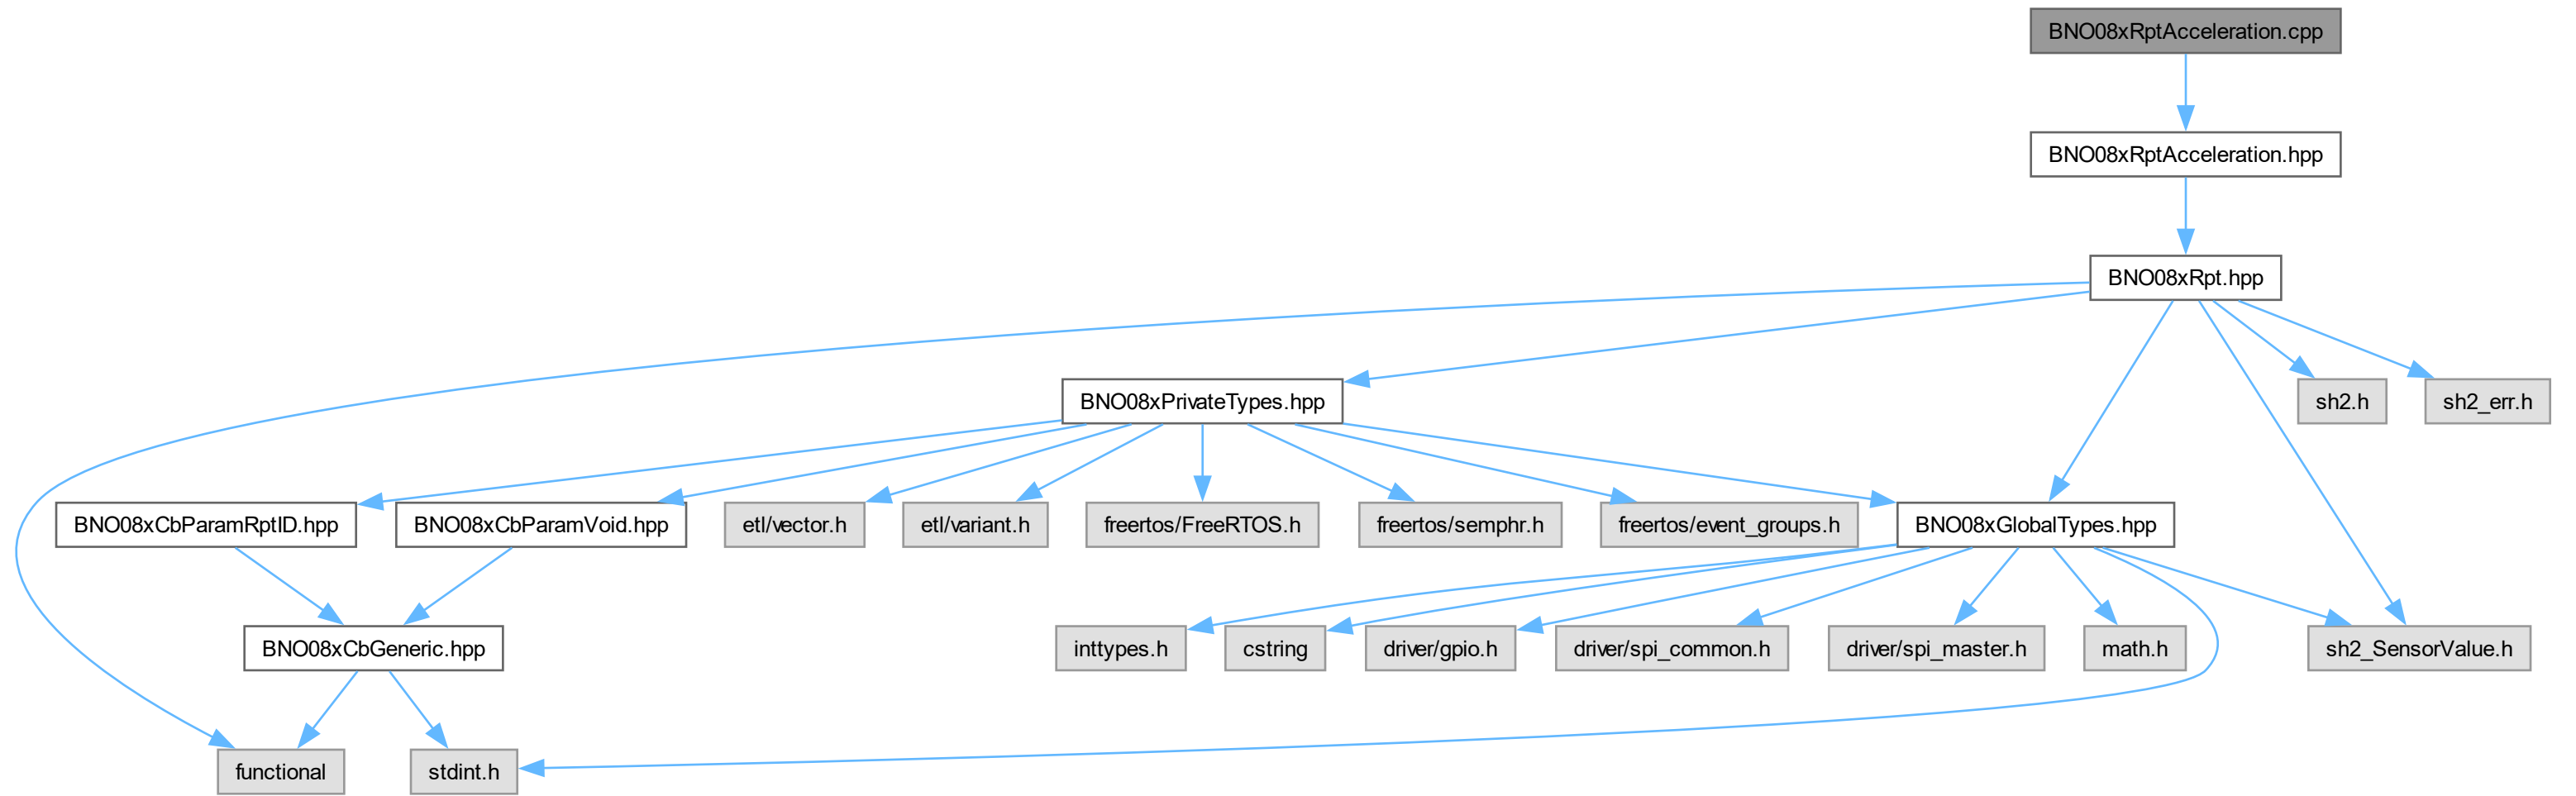 BNO08xRptAcceleration.cpp
BNO08xRptAcceleration.hpp
BNO08xRpt.hpp
BNO08xPrivateTypes.hpp
sh2.h
sh2_err.h
BNO08xCbParamRptID.hpp
BNO08xCbParamVoid.hpp
etl/vector.h
etl/variant.h
freertos/FreeRTOS.h
freertos/semphr.h
freertos/event_groups.h
BNO08xGlobalTypes.hpp
BNO08xCbGeneric.hpp
inttypes.h
cstring
driver/gpio.h
driver/spi_common.h
driver/spi_master.h
math.h
sh2_SensorValue.h
functional
stdint.h